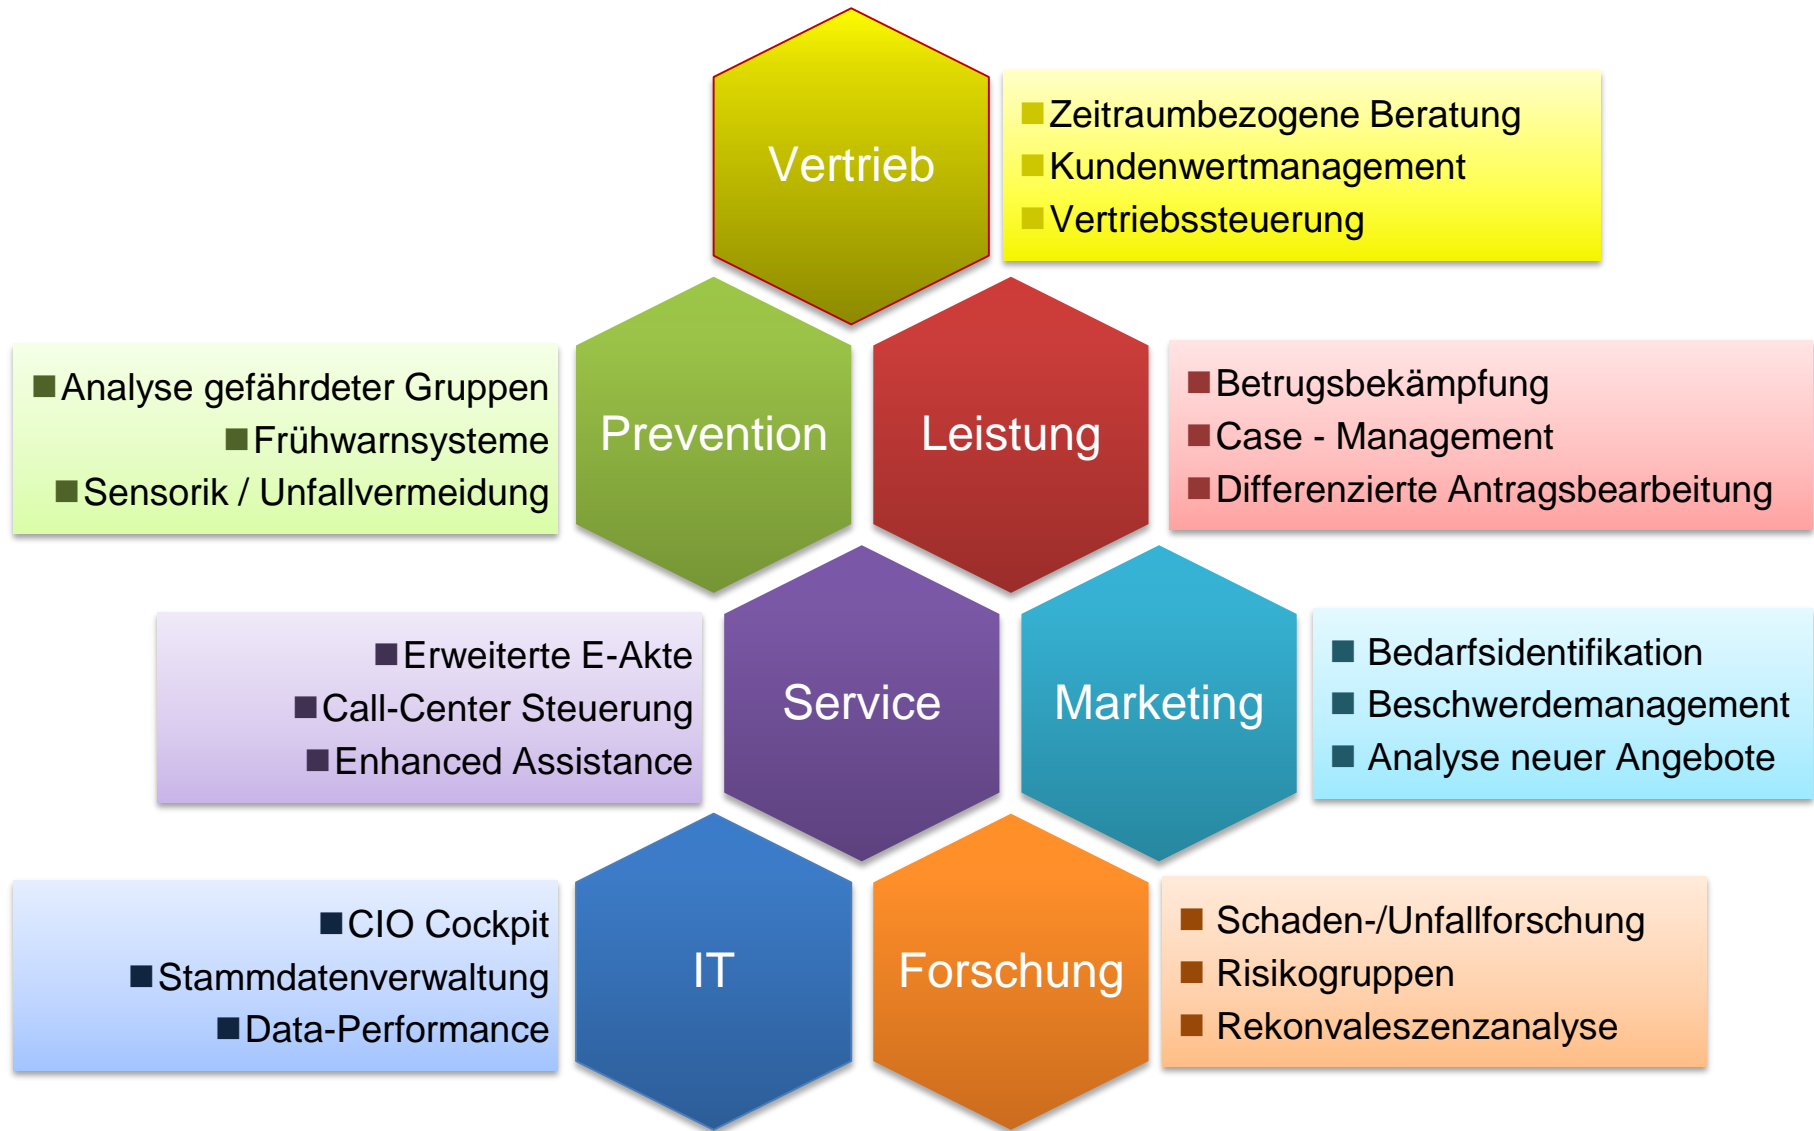 Vertrieb
Zeitraumbezogene Beratung
Kundenwertmanagement
Vertriebssteuerung
Analyse gefährdeter Gruppen
Frühwarnsysteme
Sensorik / Unfallvermeidung
Prevention
Leistung
Betrugsbekämpfung
Case - Management
Differenzierte Antragsbearbeitung
Erweiterte E-Akte
Call-Center Steuerung
Enhanced Assistance
Service
Marketing
Bedarfsidentifikation
Beschwerdemanagement
Analyse neuer Angebote
CIO Cockpit
Stammdatenverwaltung
Data-Performance
IT
Forschung
Schaden-/Unfallforschung
Risikogruppen
Rekonvaleszenzanalyse